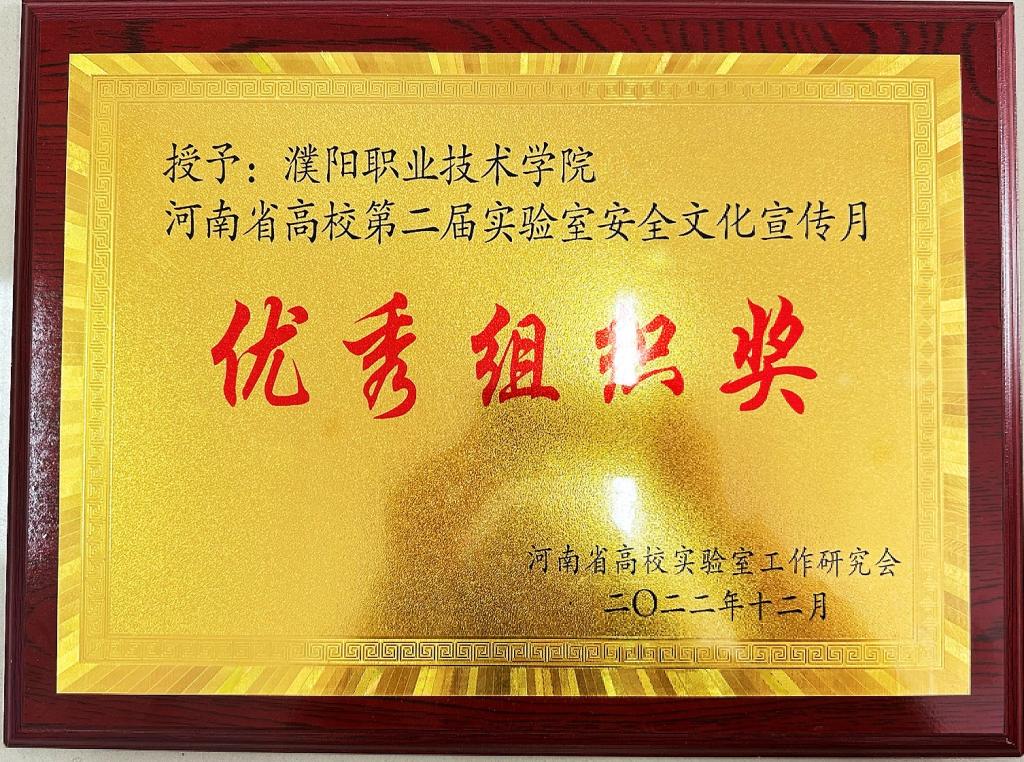 授予：濮阳职业技术学院
河南省高校第二届实验室安全文化宣传月
优秀组织奖
河南省高校实验室工作研究会
二〇二二年十二月